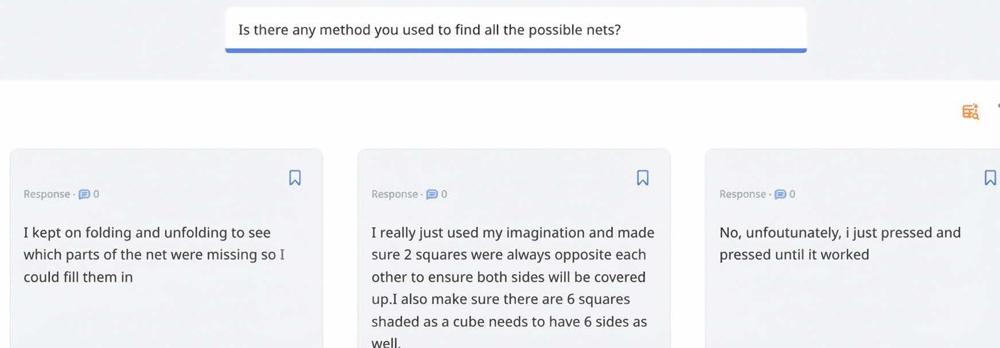 Is there any method you used to find all the possible nets?
Response · 0
I kept on folding and unfolding to see
which parts of the net were missing so I
could fill them in
Response · 0
I really just used my imagination and made
sure 2 squares were always opposite each
other to ensure both sides will be covered
up.I also make sure there are 6 squares
shaded as a cube needs to have 6 sides as
well.
Response · 0
No, unfoutunately, i just pressed and
pressed until it worked